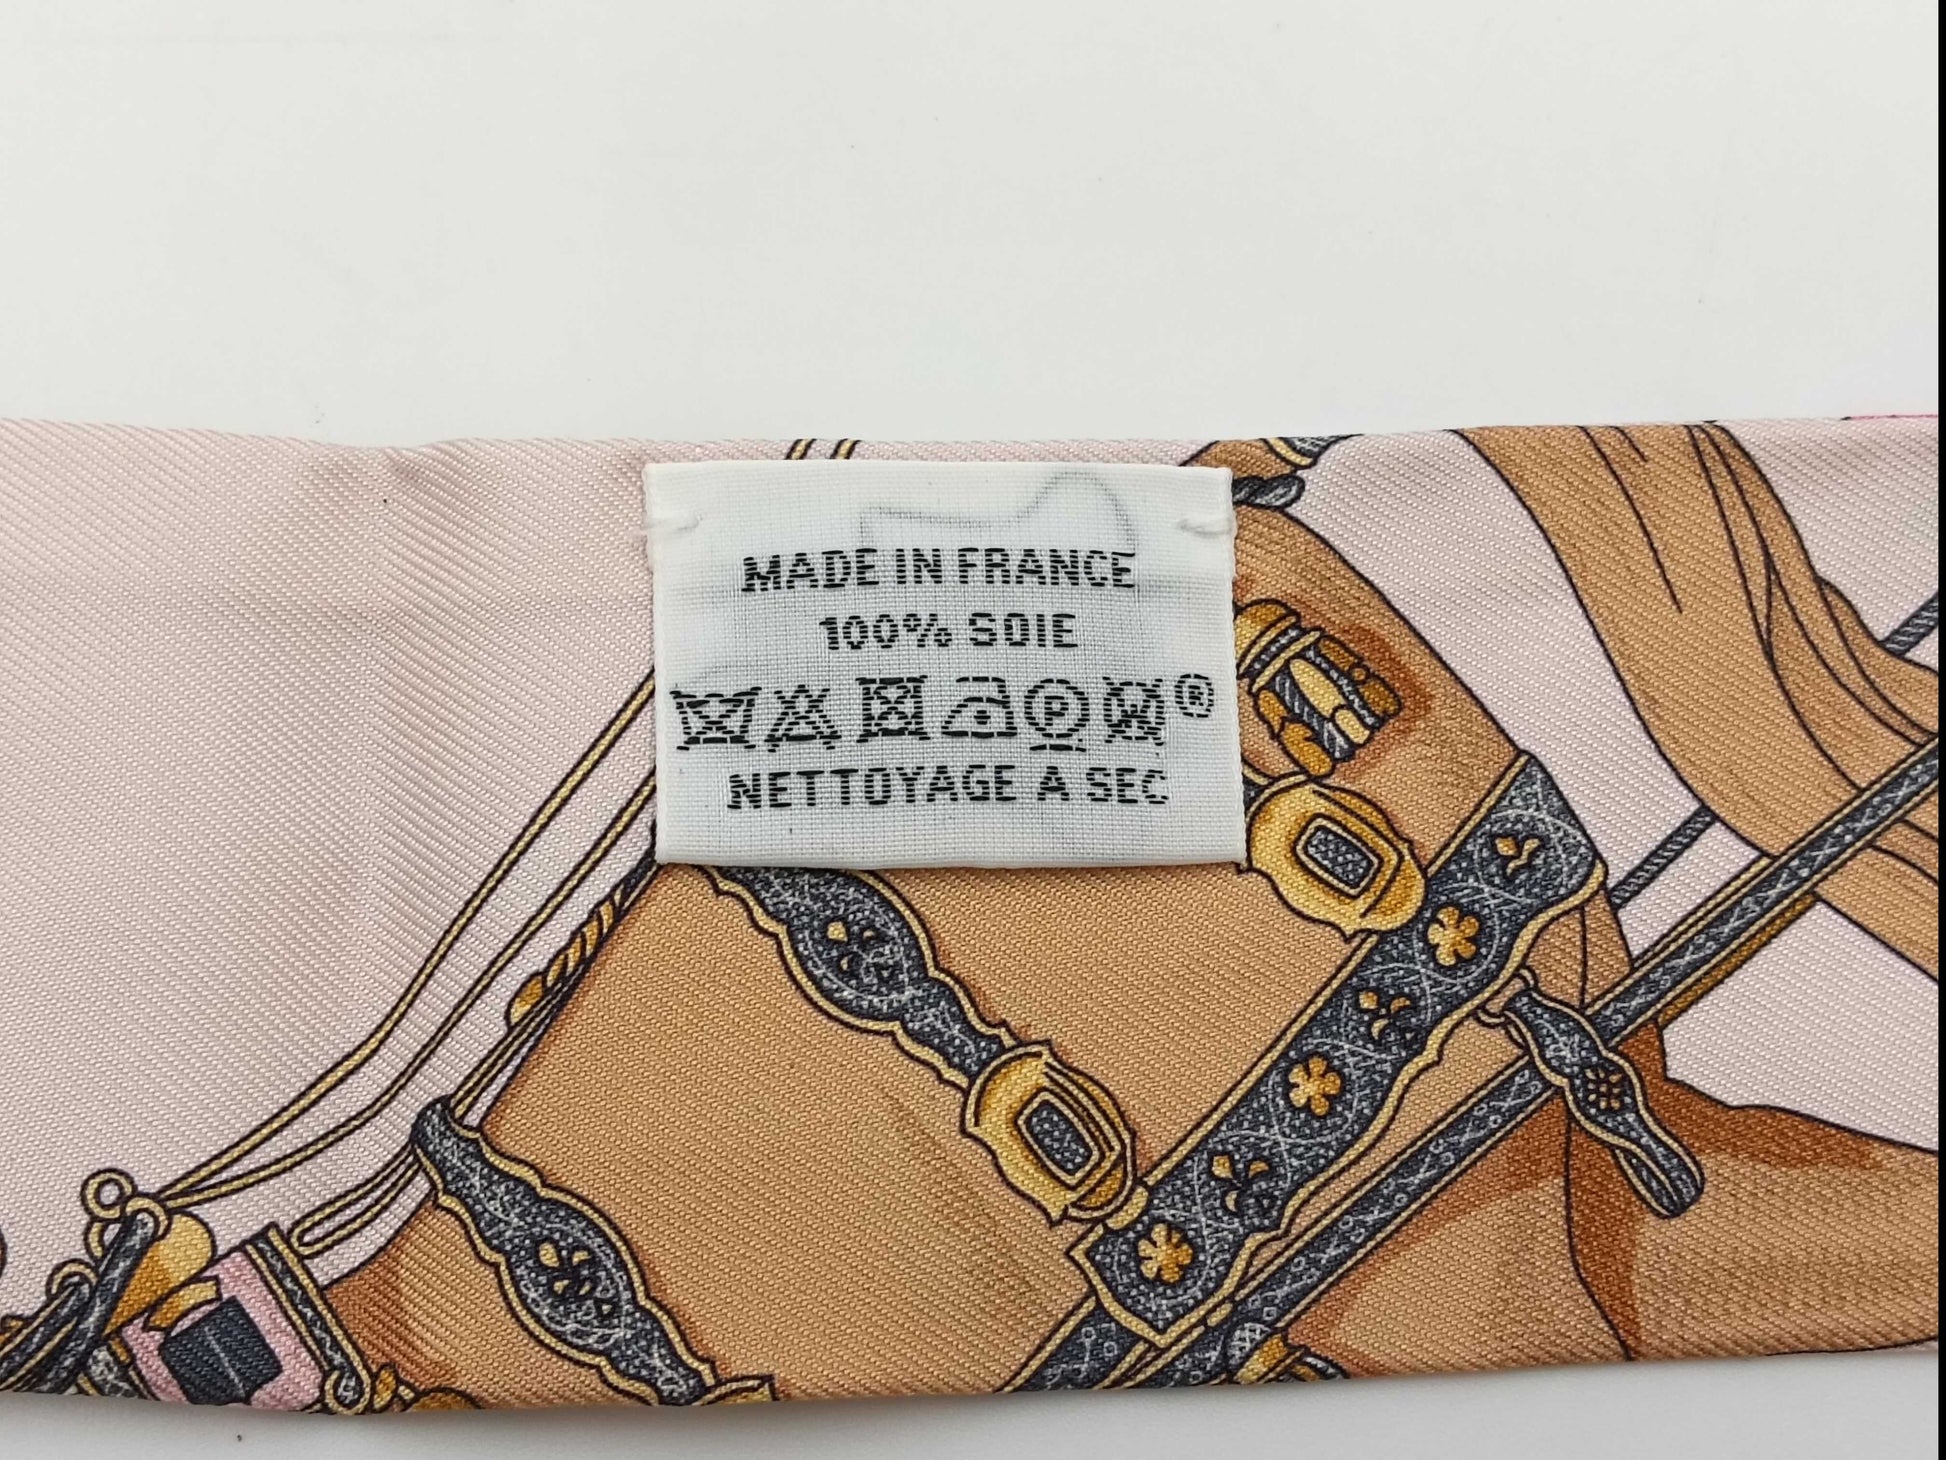 MADE IN FRANCE
100% SOIE
P ®
NETTOYAGE A SEC